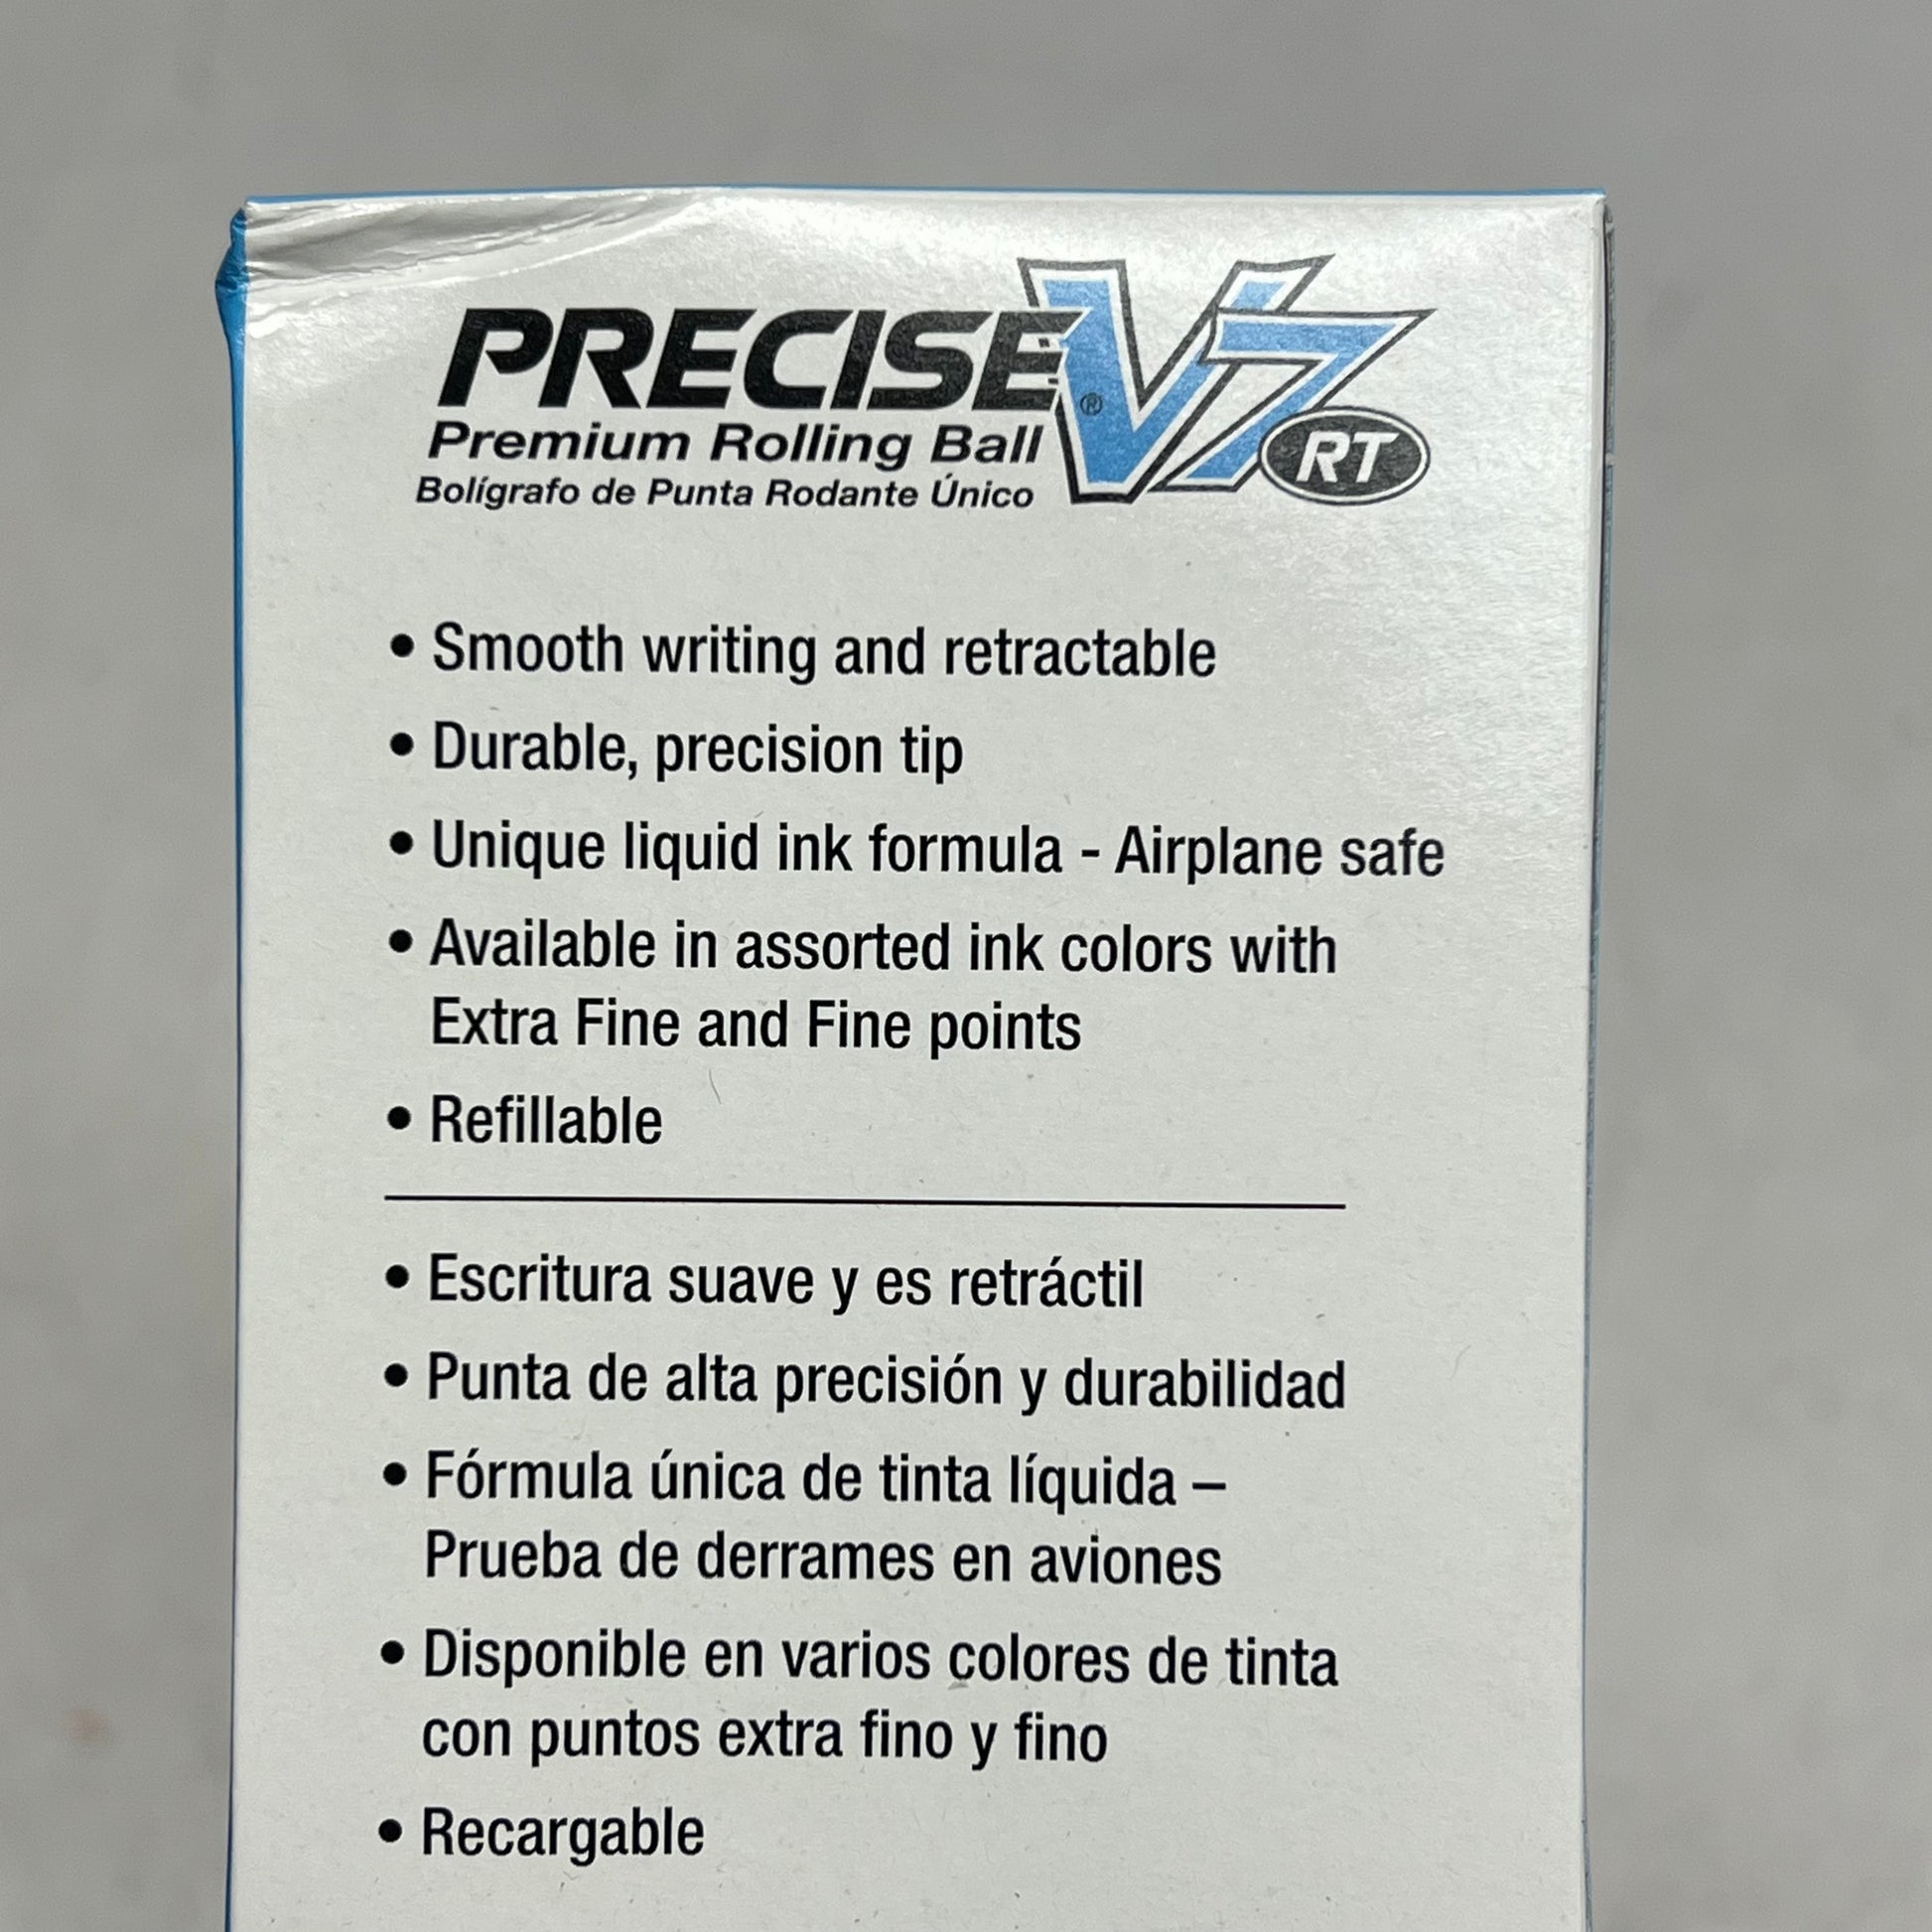 PRECISE® V7 RT
Premium Rolling Ball
Bolígrafo de Punta Rodante Único
• Smooth writing and retractable
• Durable, precision tip
• Unique liquid ink formula - Airplane safe
• Available in assorted ink colors with
Extra Fine and Fine points
• Refillable
• Escritura suave y es retráctil
• Punta de alta precisión y durabilidad
• Fórmula única de tinta líquida –
Prueba de derrames en aviones
• Disponible en varios colores de tinta
con puntos extra fino y fino
• Recargable